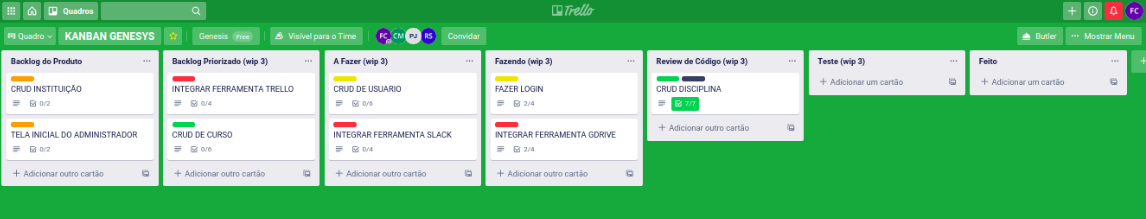 Quadros
Trello
FC
Quadro
KANBAN GENESYS
Genesis Free
Visível para o Time
FC CM PJ RS
Convidar
Butler
Mostrar Menu
Backlog do Produto
CRUD INSTITUIÇÃO
0/2
TELA INICIAL DO ADMINISTRADOR
0/2
Adicionar outro cartão
Backlog Priorizado (wip 3)
INTEGRAR FERRAMENTA TRELLO
0/4
CRUD DE CURSO
0/6
Adicionar outro cartão
A Fazer (wip 3)
CRUD DE USUARIO
0/6
INTEGRAR FERRAMENTA SLACK
0/4
Adicionar outro cartão
Fazendo (wip 3)
FAZER LOGIN
2/4
INTEGRAR FERRAMENTA GDRIVE
2/4
Adicionar outro cartão
Review de Código (wip 3)
CRUD DISCIPLINA
7/7
Adicionar outro cartão
Teste (wip 3)
Adicionar um cartão
Feito
Adicionar um cartão